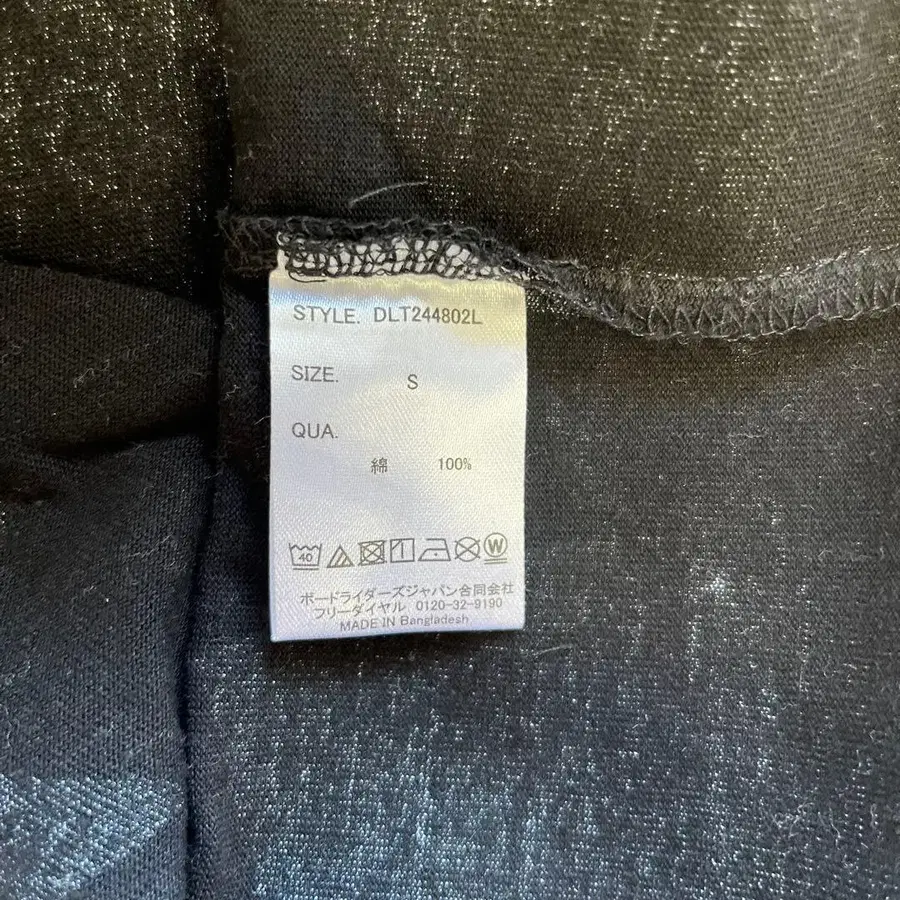 STYLE. DLT244802L
SIZE. S
QUA.
綿 100%
40 W
ボードライダーズジャパン合同会社
フリーダイヤル 0120-32-9190
MADE IN Bangladesh